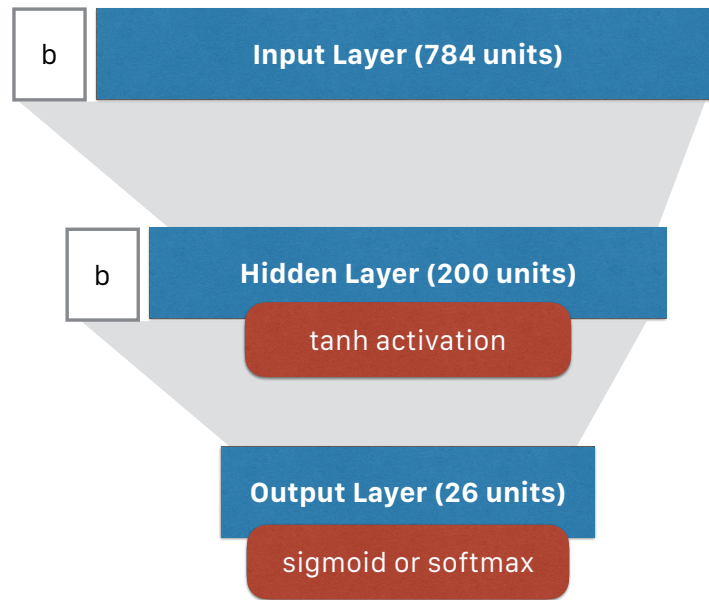 b
Input Layer (784 units)
b
Hidden Layer (200 units)
tanh activation
Output Layer (26 units)
sigmoid or softmax